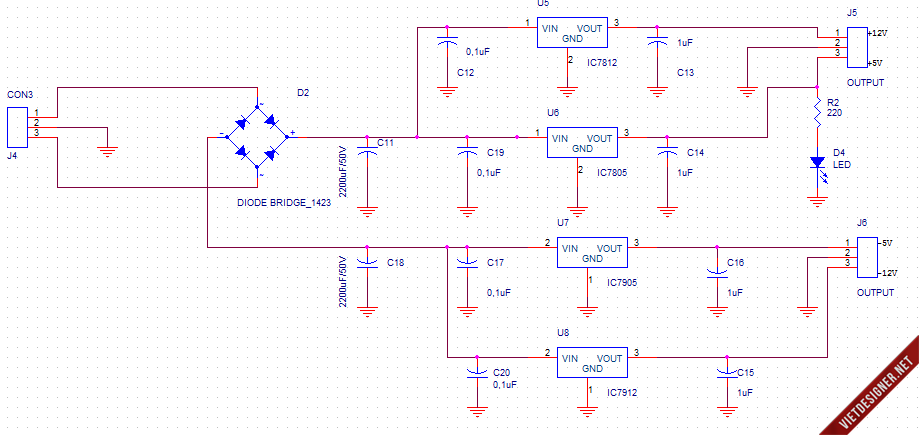 U5
J5
1 VIN VOUT 3
GND
2
IC7812
0,1uF
C12
1uF
C13
1 +12V
2
3 +5V
OUTPUT
CON3
1
2
3
J4
D2
~
- +
~
DIODE BRIDGE_1423
C11
2200uF/50V
C19
0,1uF
U6
1 VIN VOUT 3
GND
2
IC7805
C14
1uF
R2
220
D4
LED
U7
J6
2 VIN VOUT 3
GND
1
IC7905
2200uF/50V
C18
C17
0,1uF
C16
1uF
1 -5V
2
3 -12V
OUTPUT
U8
2 VIN VOUT 3
GND
1
IC7912
C20
0,1uF
C15
1uF
VIETDESIGNER.NET